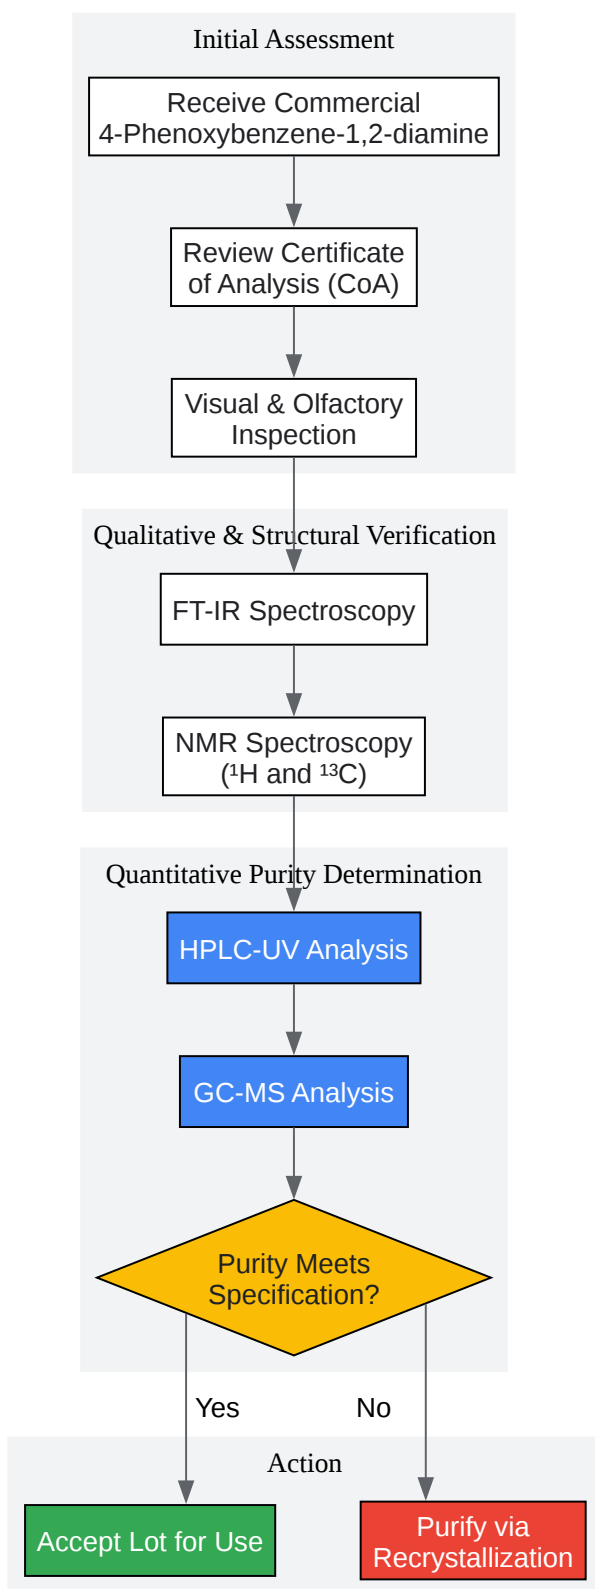 Initial Assessment
Receive Commercial
4-Phenoxybenzene-1,2-diamine
Review Certificate
of Analysis (CoA)
Visual & Olfactory
Inspection
Qualitative & Structural Verification
FT-IR Spectroscopy
NMR Spectroscopy
(¹H and ¹³C)
Quantitative Purity Determination
HPLC-UV Analysis
GC-MS Analysis
Purity Meets
Specification?
Yes
No
Action
Accept Lot for Use
Purify via
Recrystallization